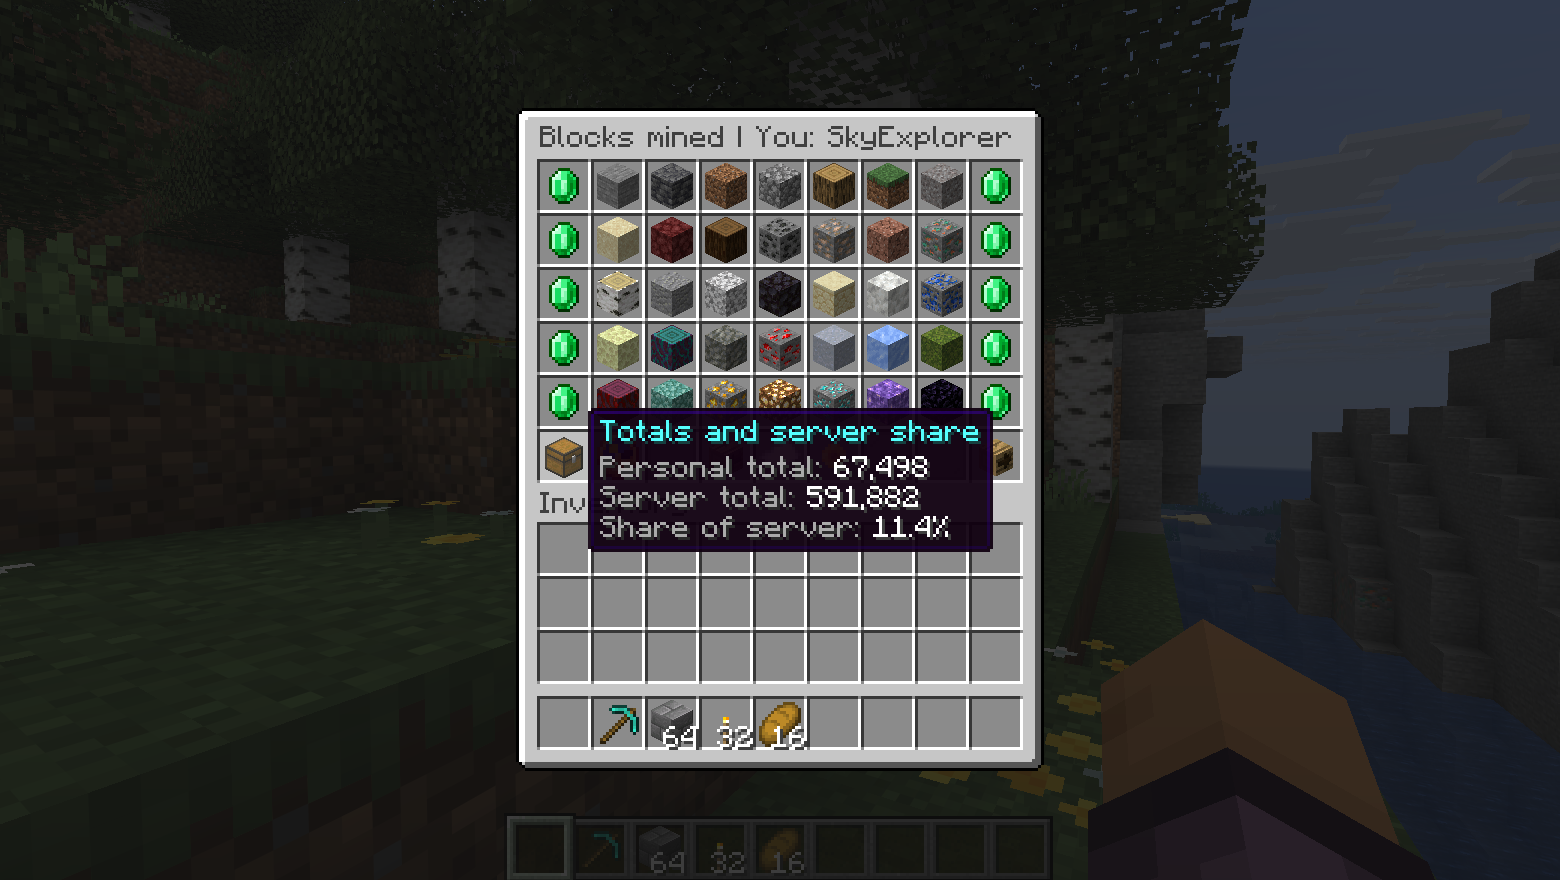 Blocks mined | You: SkyExplorer
Totals and server share
Personal total: 67,498
Server total: 591,882
Share of server: 11.4%
Inv
64 32 16
64 32 16